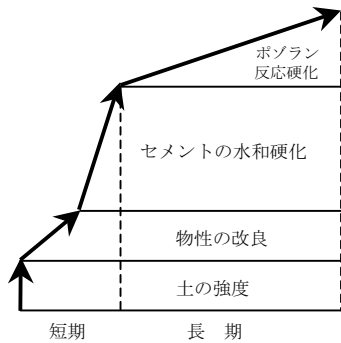 ポゾラン
反応硬化
セメントの水和硬化
物性の改良
土の強度
短期
長　期